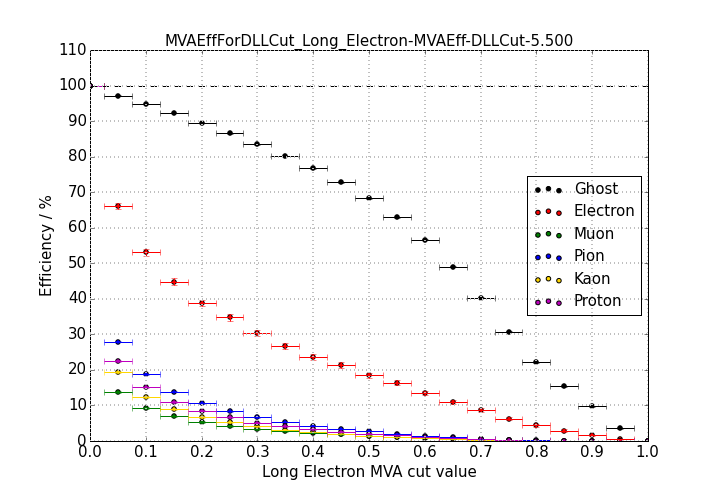 MVAEffForDLLCut_Long_Electron-MVAEff-DLLCut-5.500
110
100
90
80
70
60
50
40
30
20
10
0
Efficiency / %
Ghost
Electron
Muon
Pion
Kaon
Proton
0.0 0.1 0.2 0.3 0.4 0.5 0.6 0.7 0.8 0.9 1.0
Long Electron MVA cut value